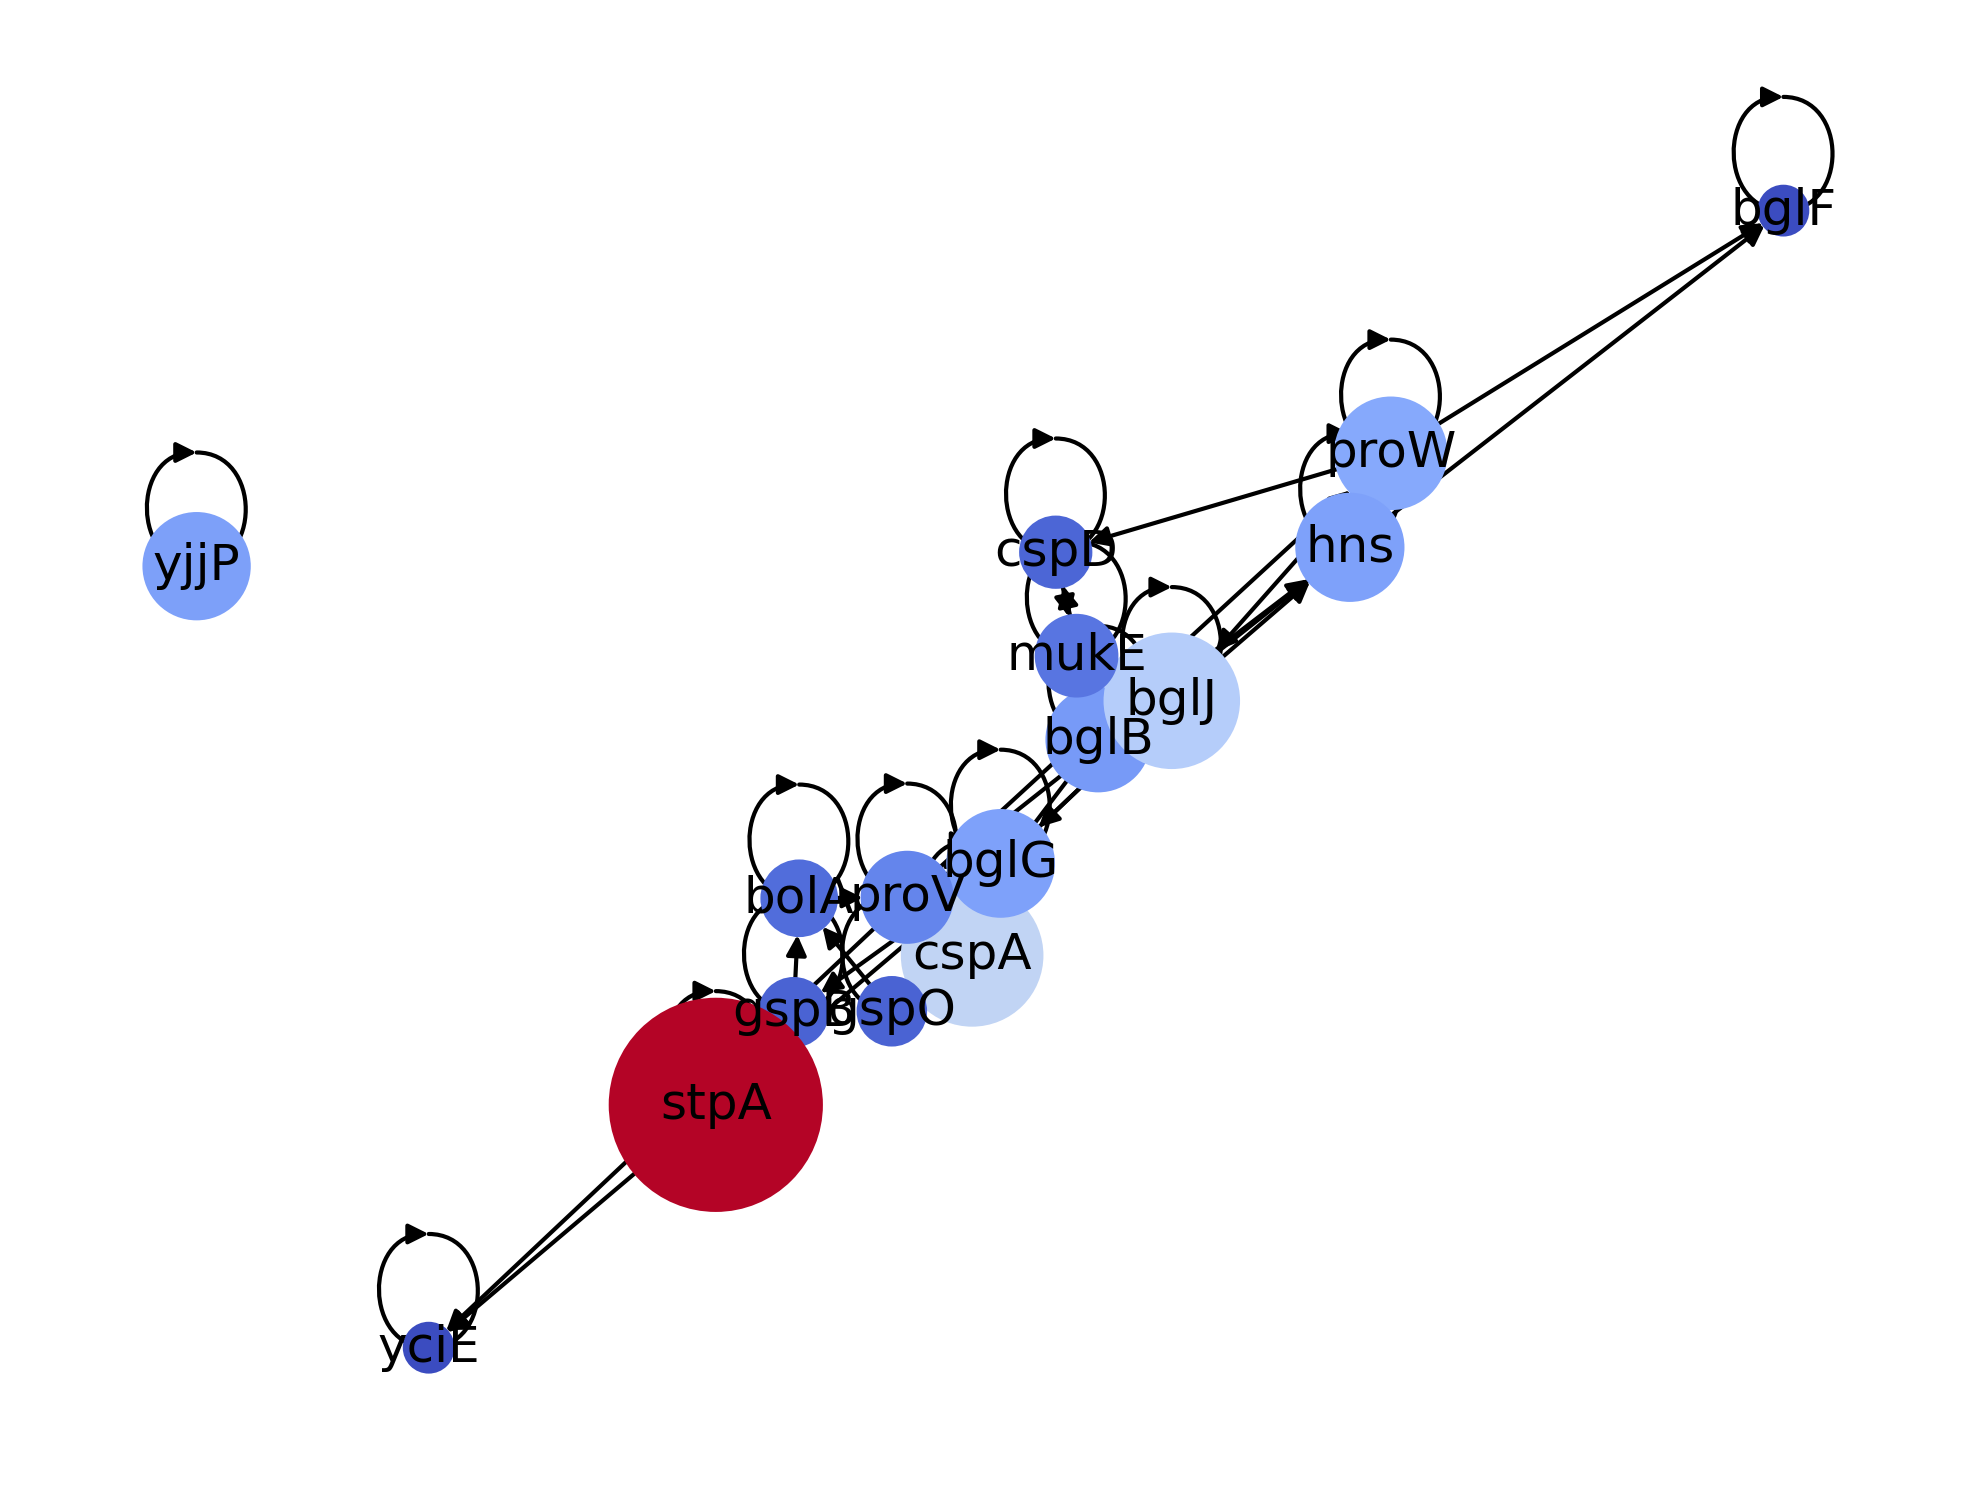 bglF
proW
hns
cspD
yjjP
mukE
bglJ
bglB
bglG
bolA
proV
cspA
gspB
gspO
stpA
yciE